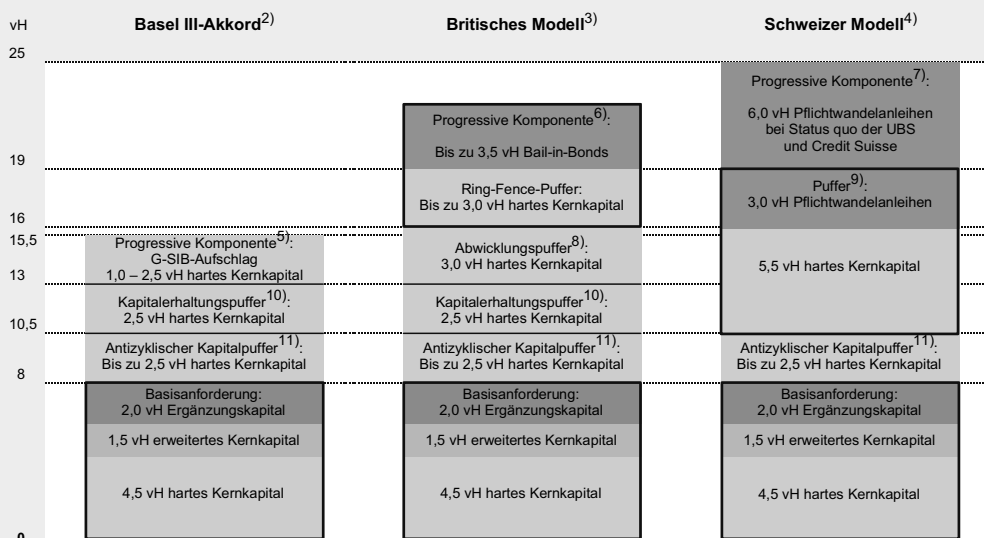 vH
Basel III-Akkord2)
Britisches Modell3)
Schweizer Modell4)
25
19
16
15,5
13
10,5
8
0
Progressive Komponente5):
G-SIB-Aufschlag
1,0 – 2,5 vH hartes Kernkapital
Kapitalerhaltungspuffer10):
2,5 vH hartes Kernkapital
Antizyklischer Kapitalpuffer11):
Bis zu 2,5 vH hartes Kernkapital
Basisanforderung:
2,0 vH Ergänzungskapital
1,5 vH erweitertes Kernkapital
4,5 vH hartes Kernkapital
Progressive Komponente6):
Bis zu 3,5 vH Bail-in-Bonds
Ring-Fence-Puffer:
Bis zu 3,0 vH hartes Kernkapital
Abwicklungspuffer8):
3,0 vH hartes Kernkapital
Kapitalerhaltungspuffer10):
2,5 vH hartes Kernkapital
Antizyklischer Kapitalpuffer11):
Bis zu 2,5 vH hartes Kernkapital
Basisanforderung:
2,0 vH Ergänzungskapital
1,5 vH erweitertes Kernkapital
4,5 vH hartes Kernkapital
Progressive Komponente7):
6,0 vH Pflichtwandelanleihen
bei Status quo der UBS
und Credit Suisse
Puffer9):
3,0 vH Pflichtwandelanleihen
5,5 vH hartes Kernkapital
Antizyklischer Kapitalpuffer11):
Bis zu 2,5 vH hartes Kernkapital
Basisanforderung:
2,0 vH Ergänzungskapital
1,5 vH erweitertes Kernkapital
4,5 vH hartes Kernkapital